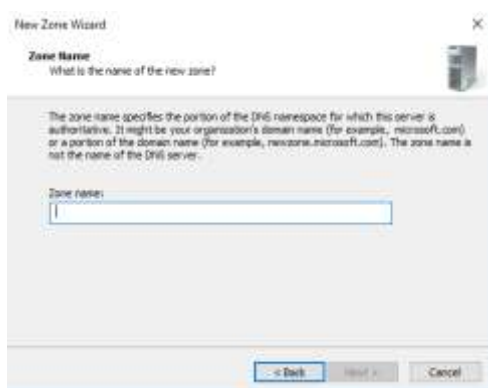 New Zone Wizard
Zone Name
What is the name of the new zone?
The zone name specifies the portion of the DNS namespace for which this server is
authoritative. It might be your organization's domain name (for example, microsoft.com)
or a portion of the domain name (for example, newzone.microsoft.com). The zone name is
not the name of the DNS server.
Zone name:
< Back
Next >
Cancel